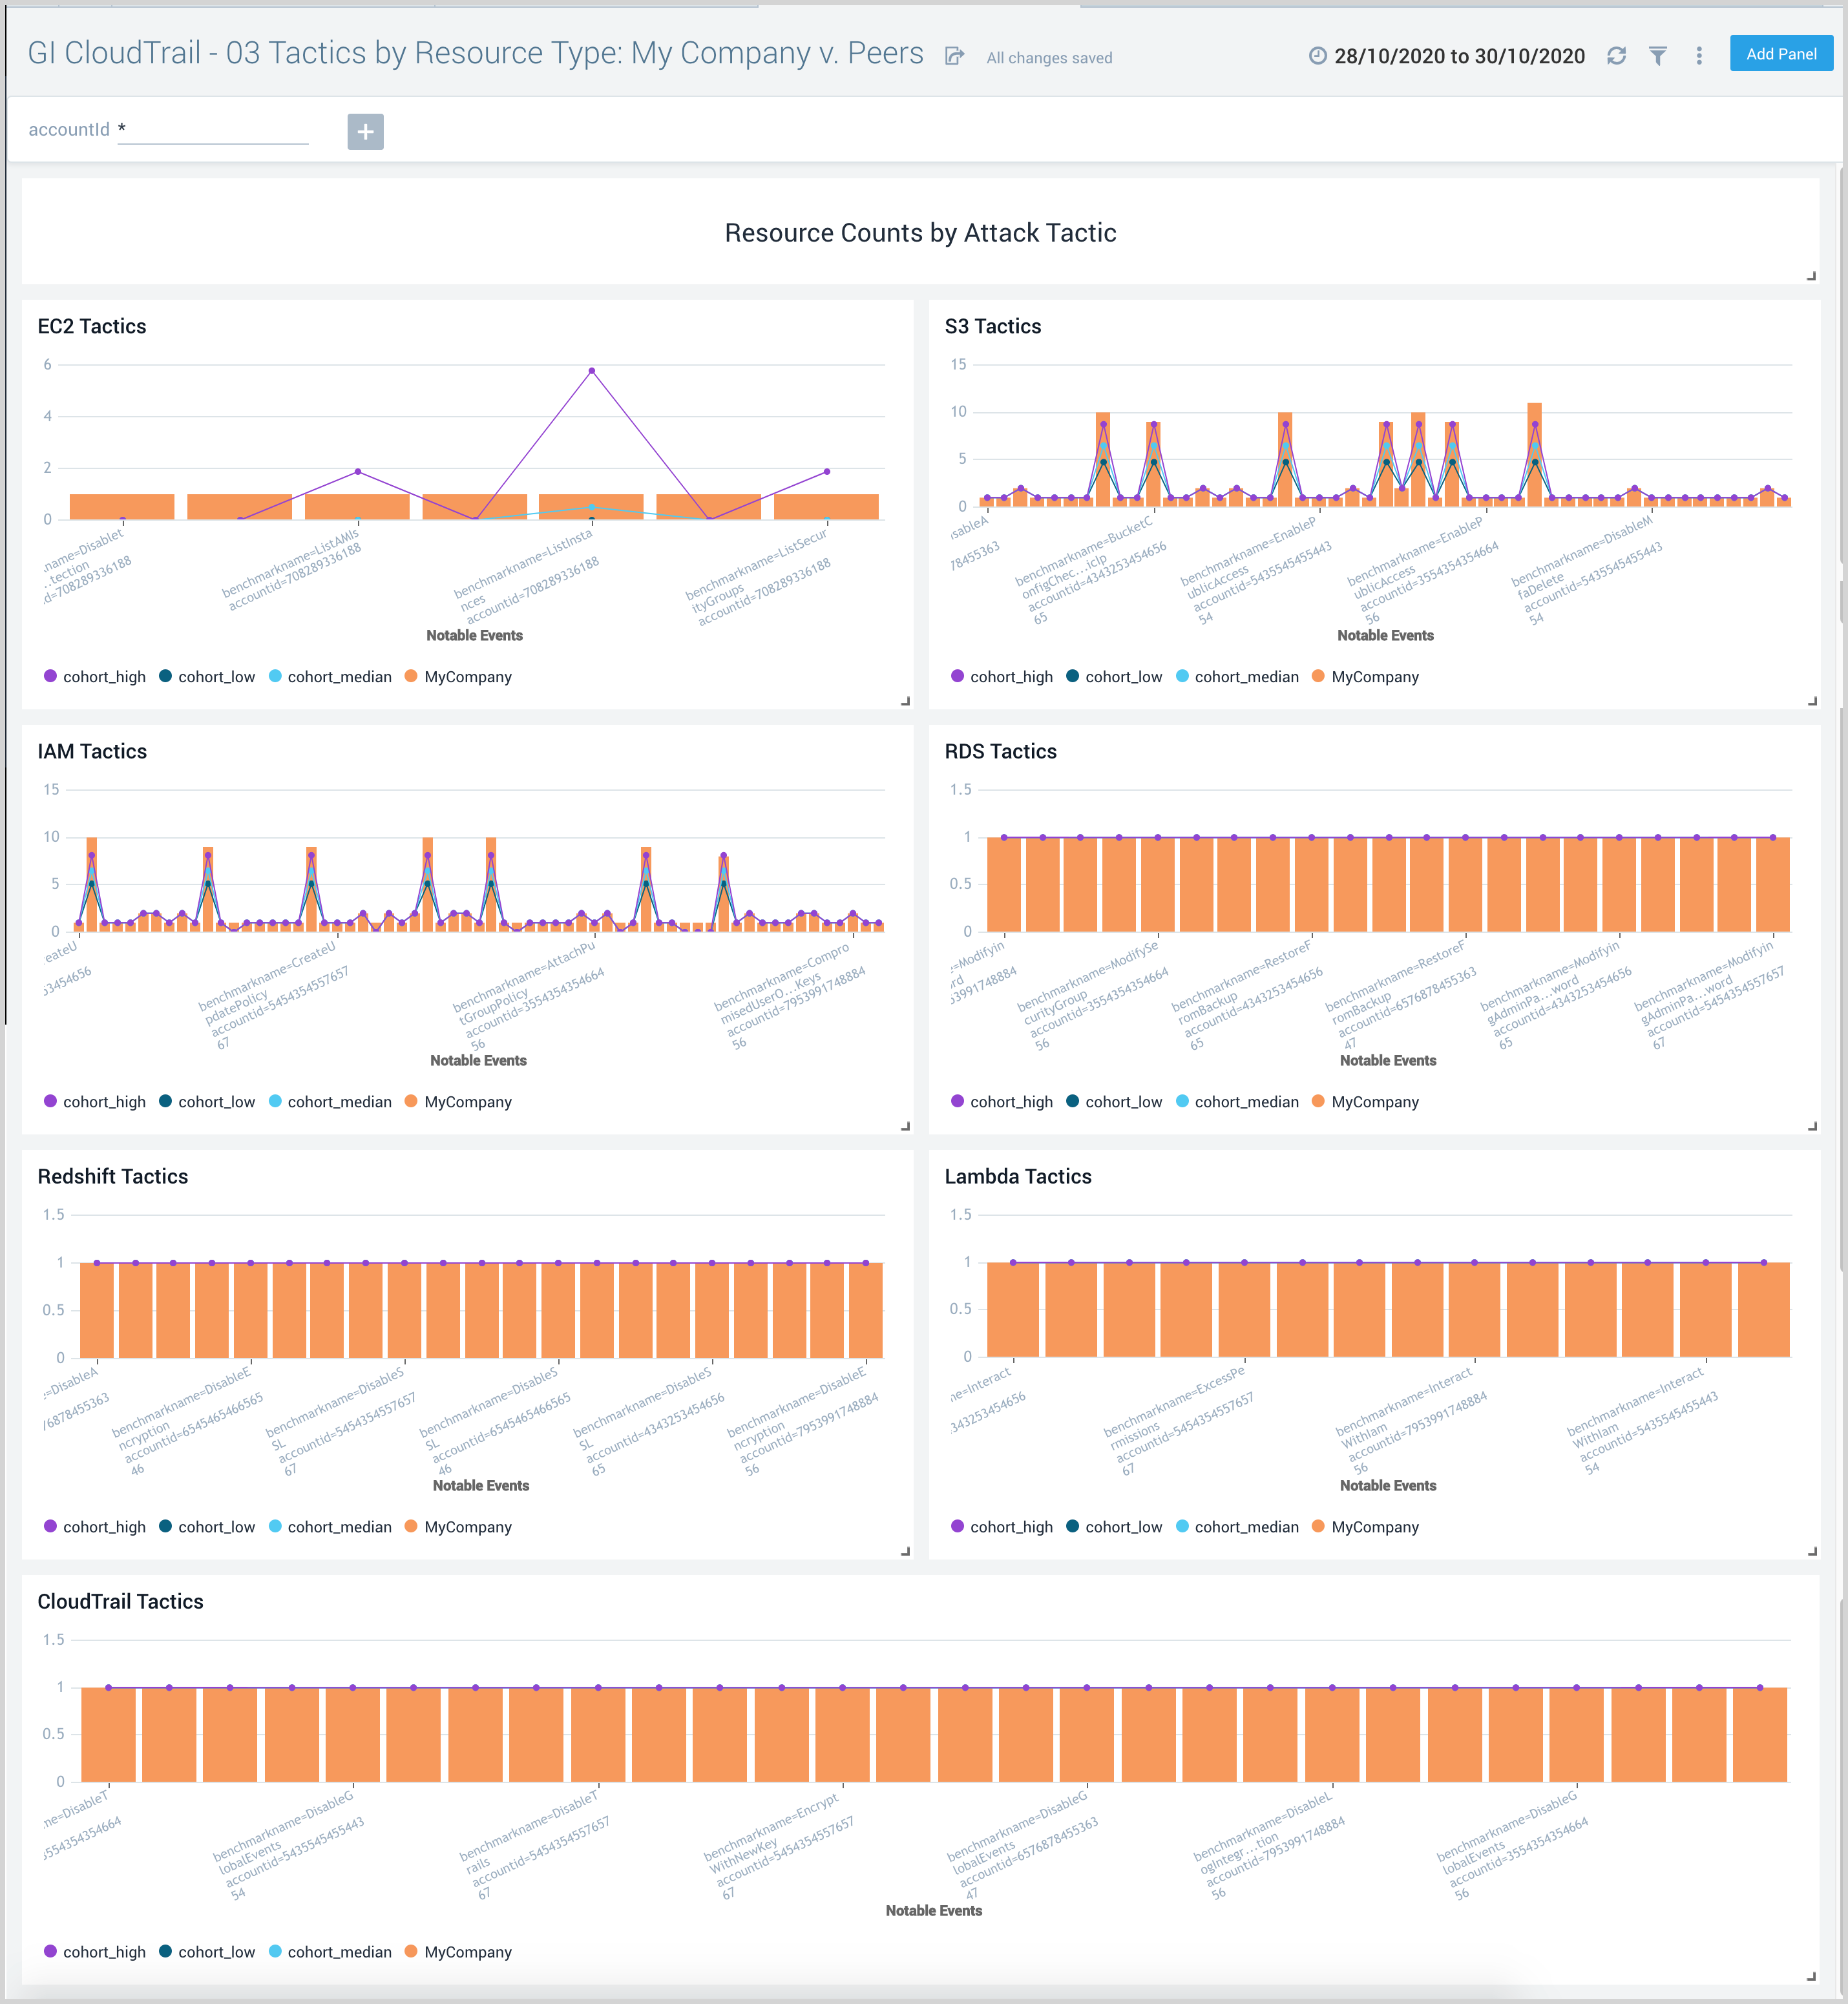 GI CloudTrail - 03 Tactics by Resource Type: My Company v. Peers
All changes saved
28/10/2020 to 30/10/2020
Add Panel
accountId *
Resource Counts by Attack Tactic
EC2 Tactics
6
4
2
0
...name=Disablet
...tection
...d=708289336188
benchmarkname=ListAMIs
accountid=708289336188
benchmarkname=ListInsta
nces
accountid=708289336188
benchmarkname=ListSecur
ityGroups
accountid=708289336188
Notable Events
cohort_high cohort_low cohort_median MyCompany
S3 Tactics
15
10
5
0
sableA
78455363
benchmarkname=BucketC
onfigChec...iclp
accountid=4343253454656
65
benchmarkname=EnableP
ublicAccess
accountid=5435545455443
54
benchmarkname=EnableP
ublicAccess
accountid=3554354354664
56
benchmarkname=DisableM
faDelete
accountid=5435545455443
54
Notable Events
cohort_high cohort_low cohort_median MyCompany
IAM Tactics
15
10
5
0
eateU
53454656
benchmarkname=CreateU
pdatePolicy
accountid=5454354557657
67
benchmarkname=AttachPu
tGroupPolicy
accountid=3554354354664
56
benchmarkname=Compro
misedUserO...Keys
accountid=7953991748884
56
Notable Events
cohort_high cohort_low cohort_median MyCompany
RDS Tactics
1.5
1
0.5
0
=Modifyin
rd
53991748884
benchmarkname=ModifySe
curityGroup
accountid=3554354354664
56
benchmarkname=RestoreF
romBackup
accountid=4343253454656
65
benchmarkname=RestoreF
romBackup
accountid=6576878455363
47
benchmarkname=Modifyin
gAdminPa...word
accountid=4343253454656
65
benchmarkname=Modifyin
gAdminPa...word
accountid=5454354557657
67
Notable Events
cohort_high cohort_low cohort_median MyCompany
Redshift Tactics
1.5
1
0.5
0
=DisableA
76878455363
benchmarkname=DisableE
ncryption
accountid=6545465466565
46
benchmarkname=DisableS
SL
accountid=5454354557657
67
benchmarkname=DisableS
SL
accountid=6545465466565
46
benchmarkname=DisableS
SL
accountid=4343253454656
65
benchmarkname=DisableE
ncryption
accountid=7953991748884
56
Notable Events
cohort_high cohort_low cohort_median MyCompany
Lambda Tactics
1.5
1
0.5
0
ne=Interact
343253454656
benchmarkname=ExcessPe
rmissions
accountid=5454354557657
67
benchmarkname=Interact
WithIam
accountid=7953991748884
56
benchmarkname=Interact
WithIam
accountid=5435545455443
54
Notable Events
cohort_high cohort_low cohort_median MyCompany
CloudTrail Tactics
1.5
1
0.5
0
me=DisableT
3554354354664
benchmarkname=DisableG
lobalEvents
accountid=5435545455443
54
benchmarkname=DisableT
rails
accountid=5454354557657
67
benchmarkname=Encrypt
WithNewKey
accountid=5454354557657
67
benchmarkname=DisableG
lobalEvents
accountid=6576878455363
47
benchmarkname=DisableL
ogIntegr...tion
accountid=7953991748884
56
benchmarkname=DisableG
lobalEvents
accountid=3554354354664
56
Notable Events
cohort_high cohort_low cohort_median MyCompany